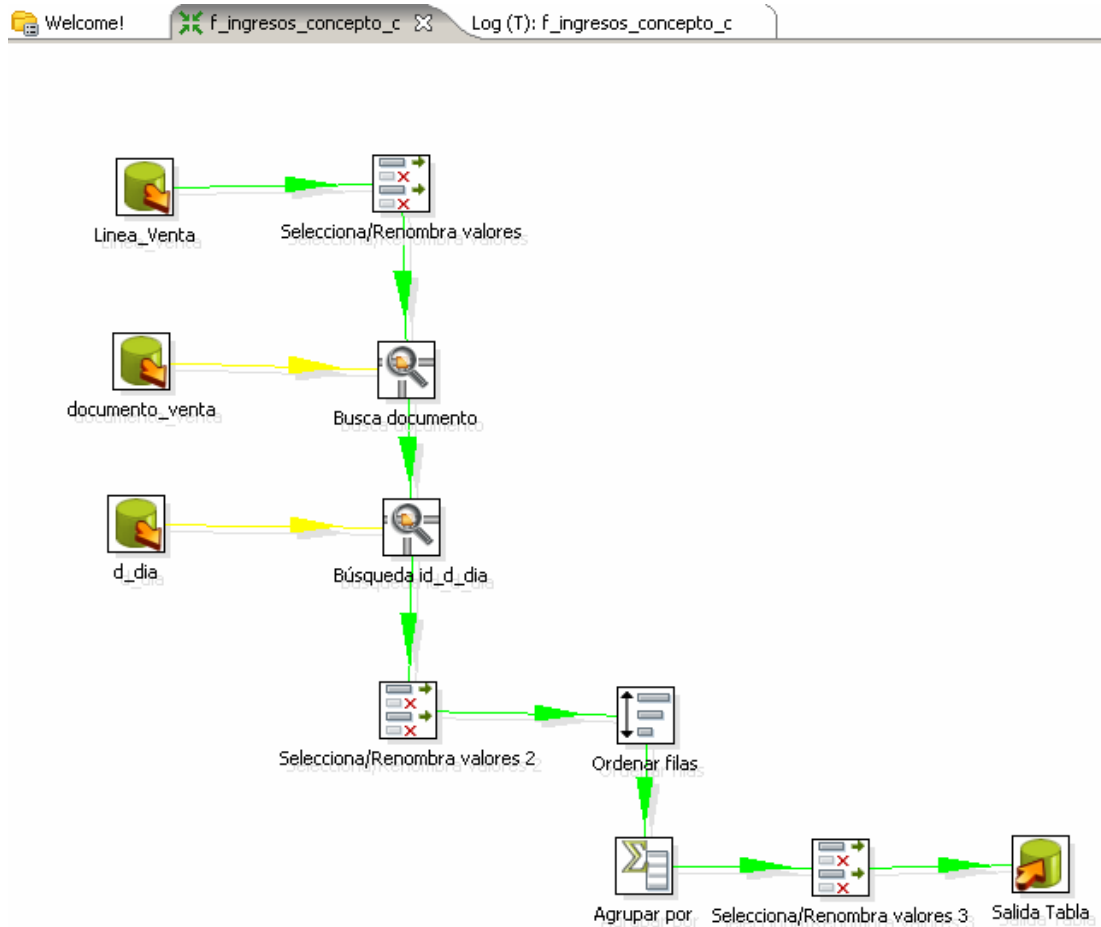 Welcome!
f_ingresos_concepto_c
Log (T): f_ingresos_concepto_c
Linea_Venta
Selecciona/Renombra valores
documento_venta
Busca documento
d_dia
Búsqueda id_d_dia
Selecciona/Renombra valores 2
Ordenar filas
Agrupar por
Selecciona/Renombra valores 3
Salida Tabla